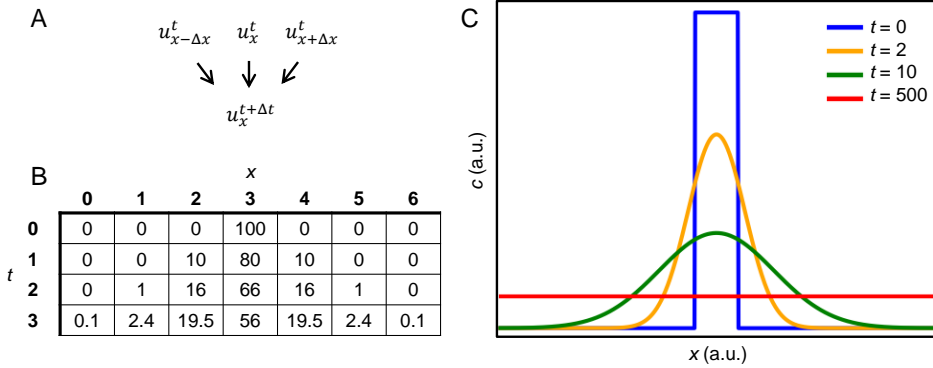 A
u^t_{x−Δx} u^t_x u^t_{x+Δx}
u^{t+Δt}_x
B
x
0 1 2 3 4 5 6
0 0 0 0 100 0 0 0
t
1 0 0 10 80 10 0 0
2 0 1 16 66 16 1 0
3 0.1 2.4 19.5 56 19.5 2.4 0.1
C
t = 0
t = 2
t = 10
t = 500
c (a.u.)
x (a.u.)